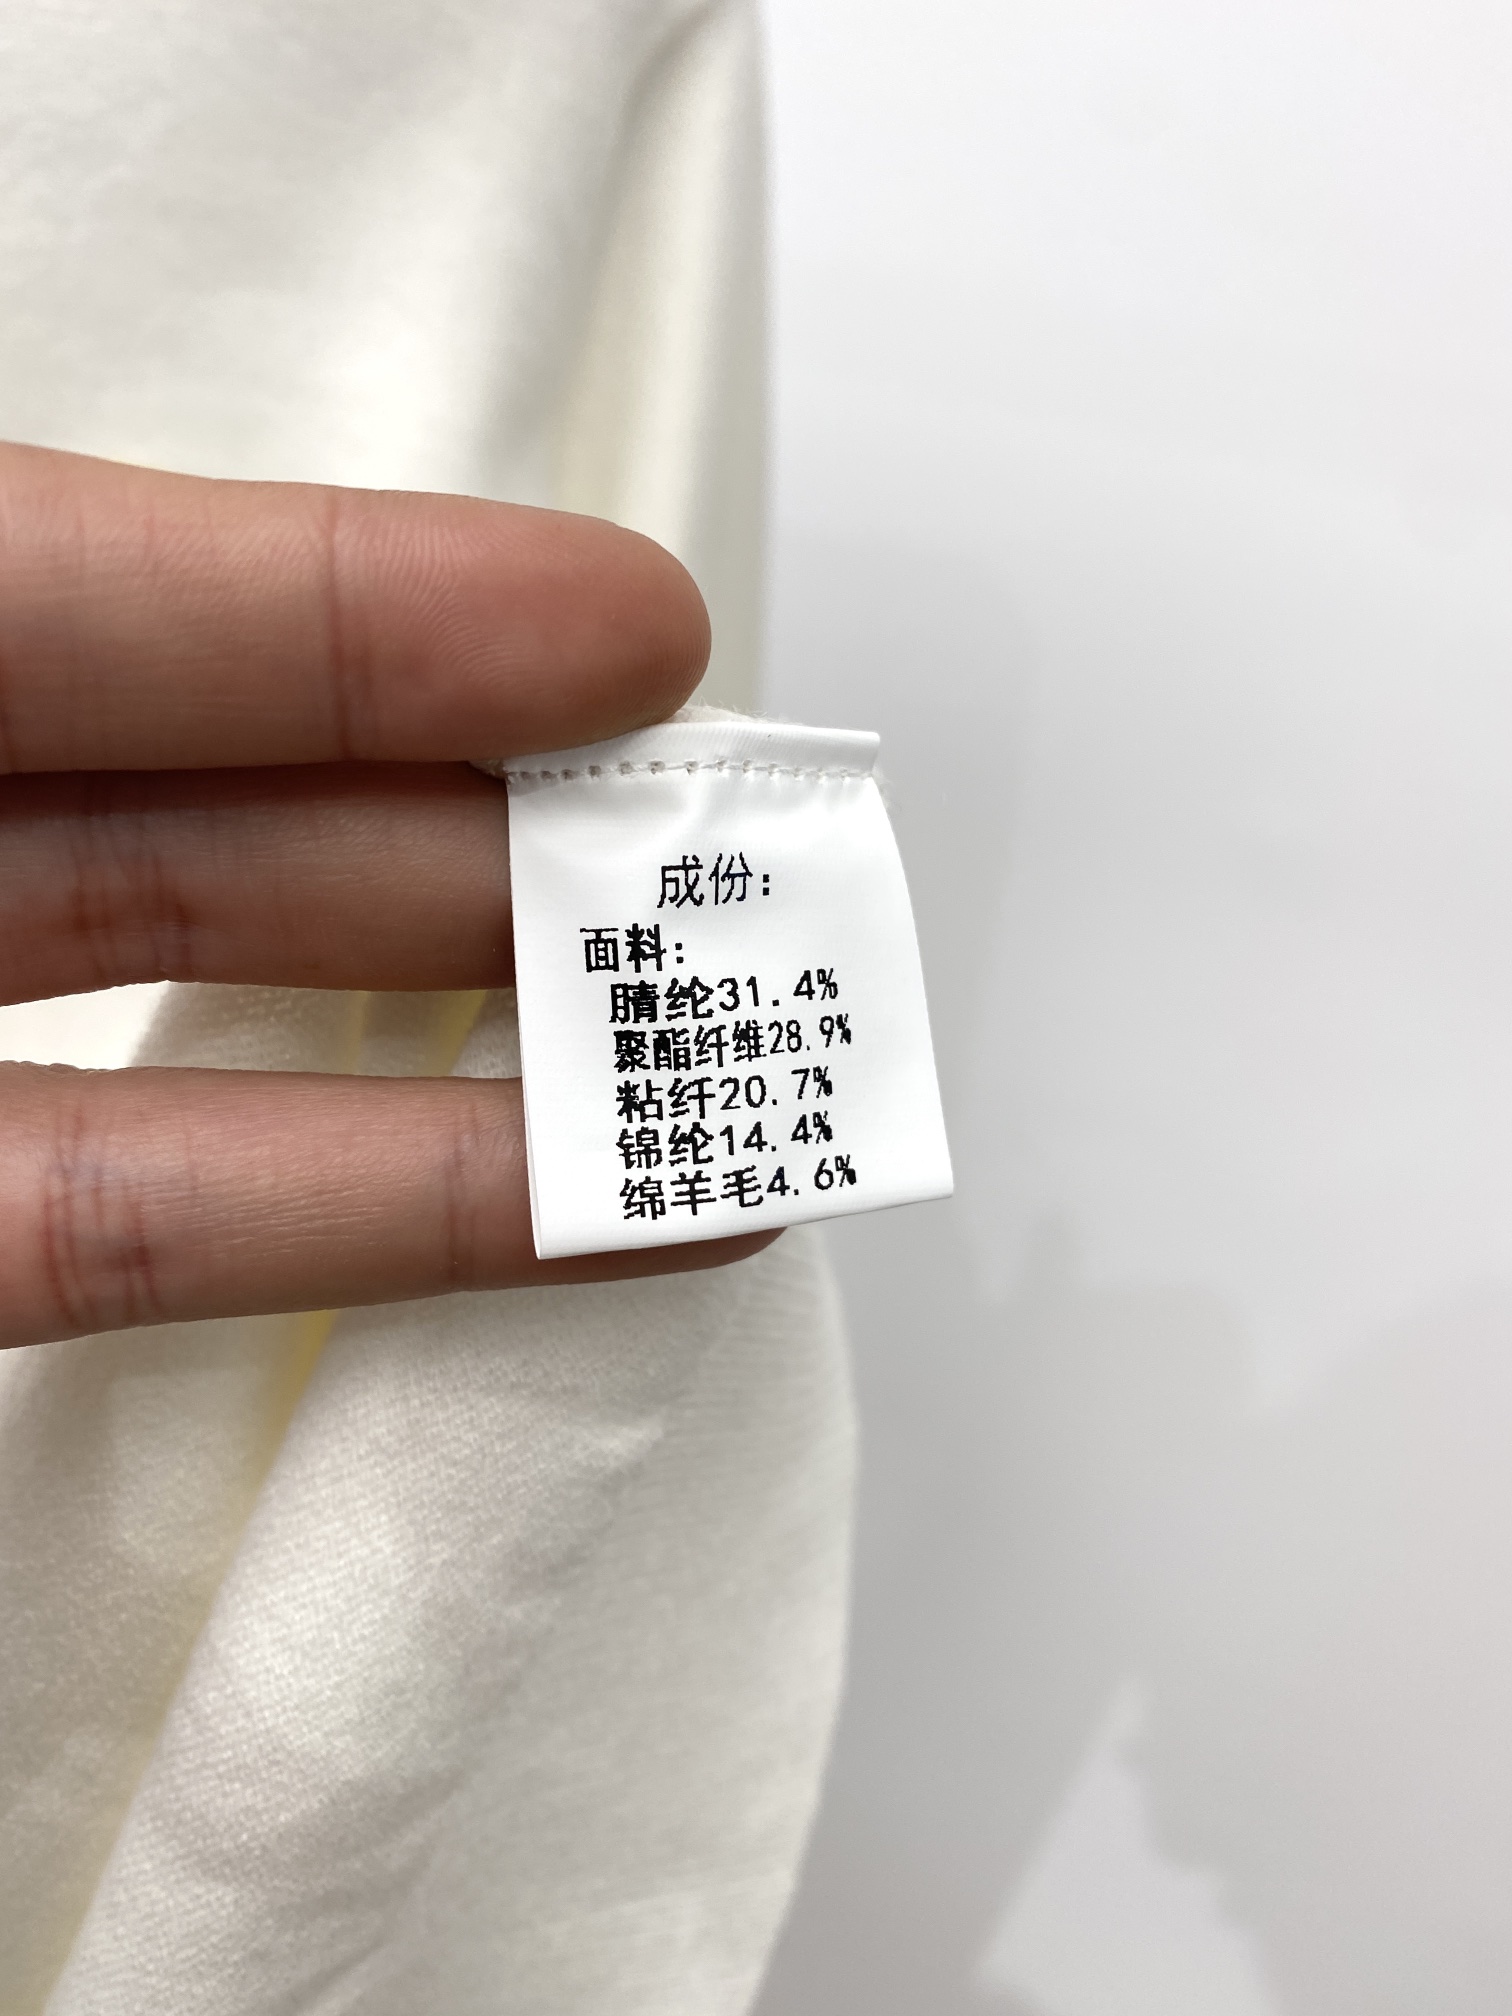 成份：
面料：
腈纶31.4%
聚酯纤维28.9%
粘纤20.7%
锦纶14.4%
绵羊毛4.6%